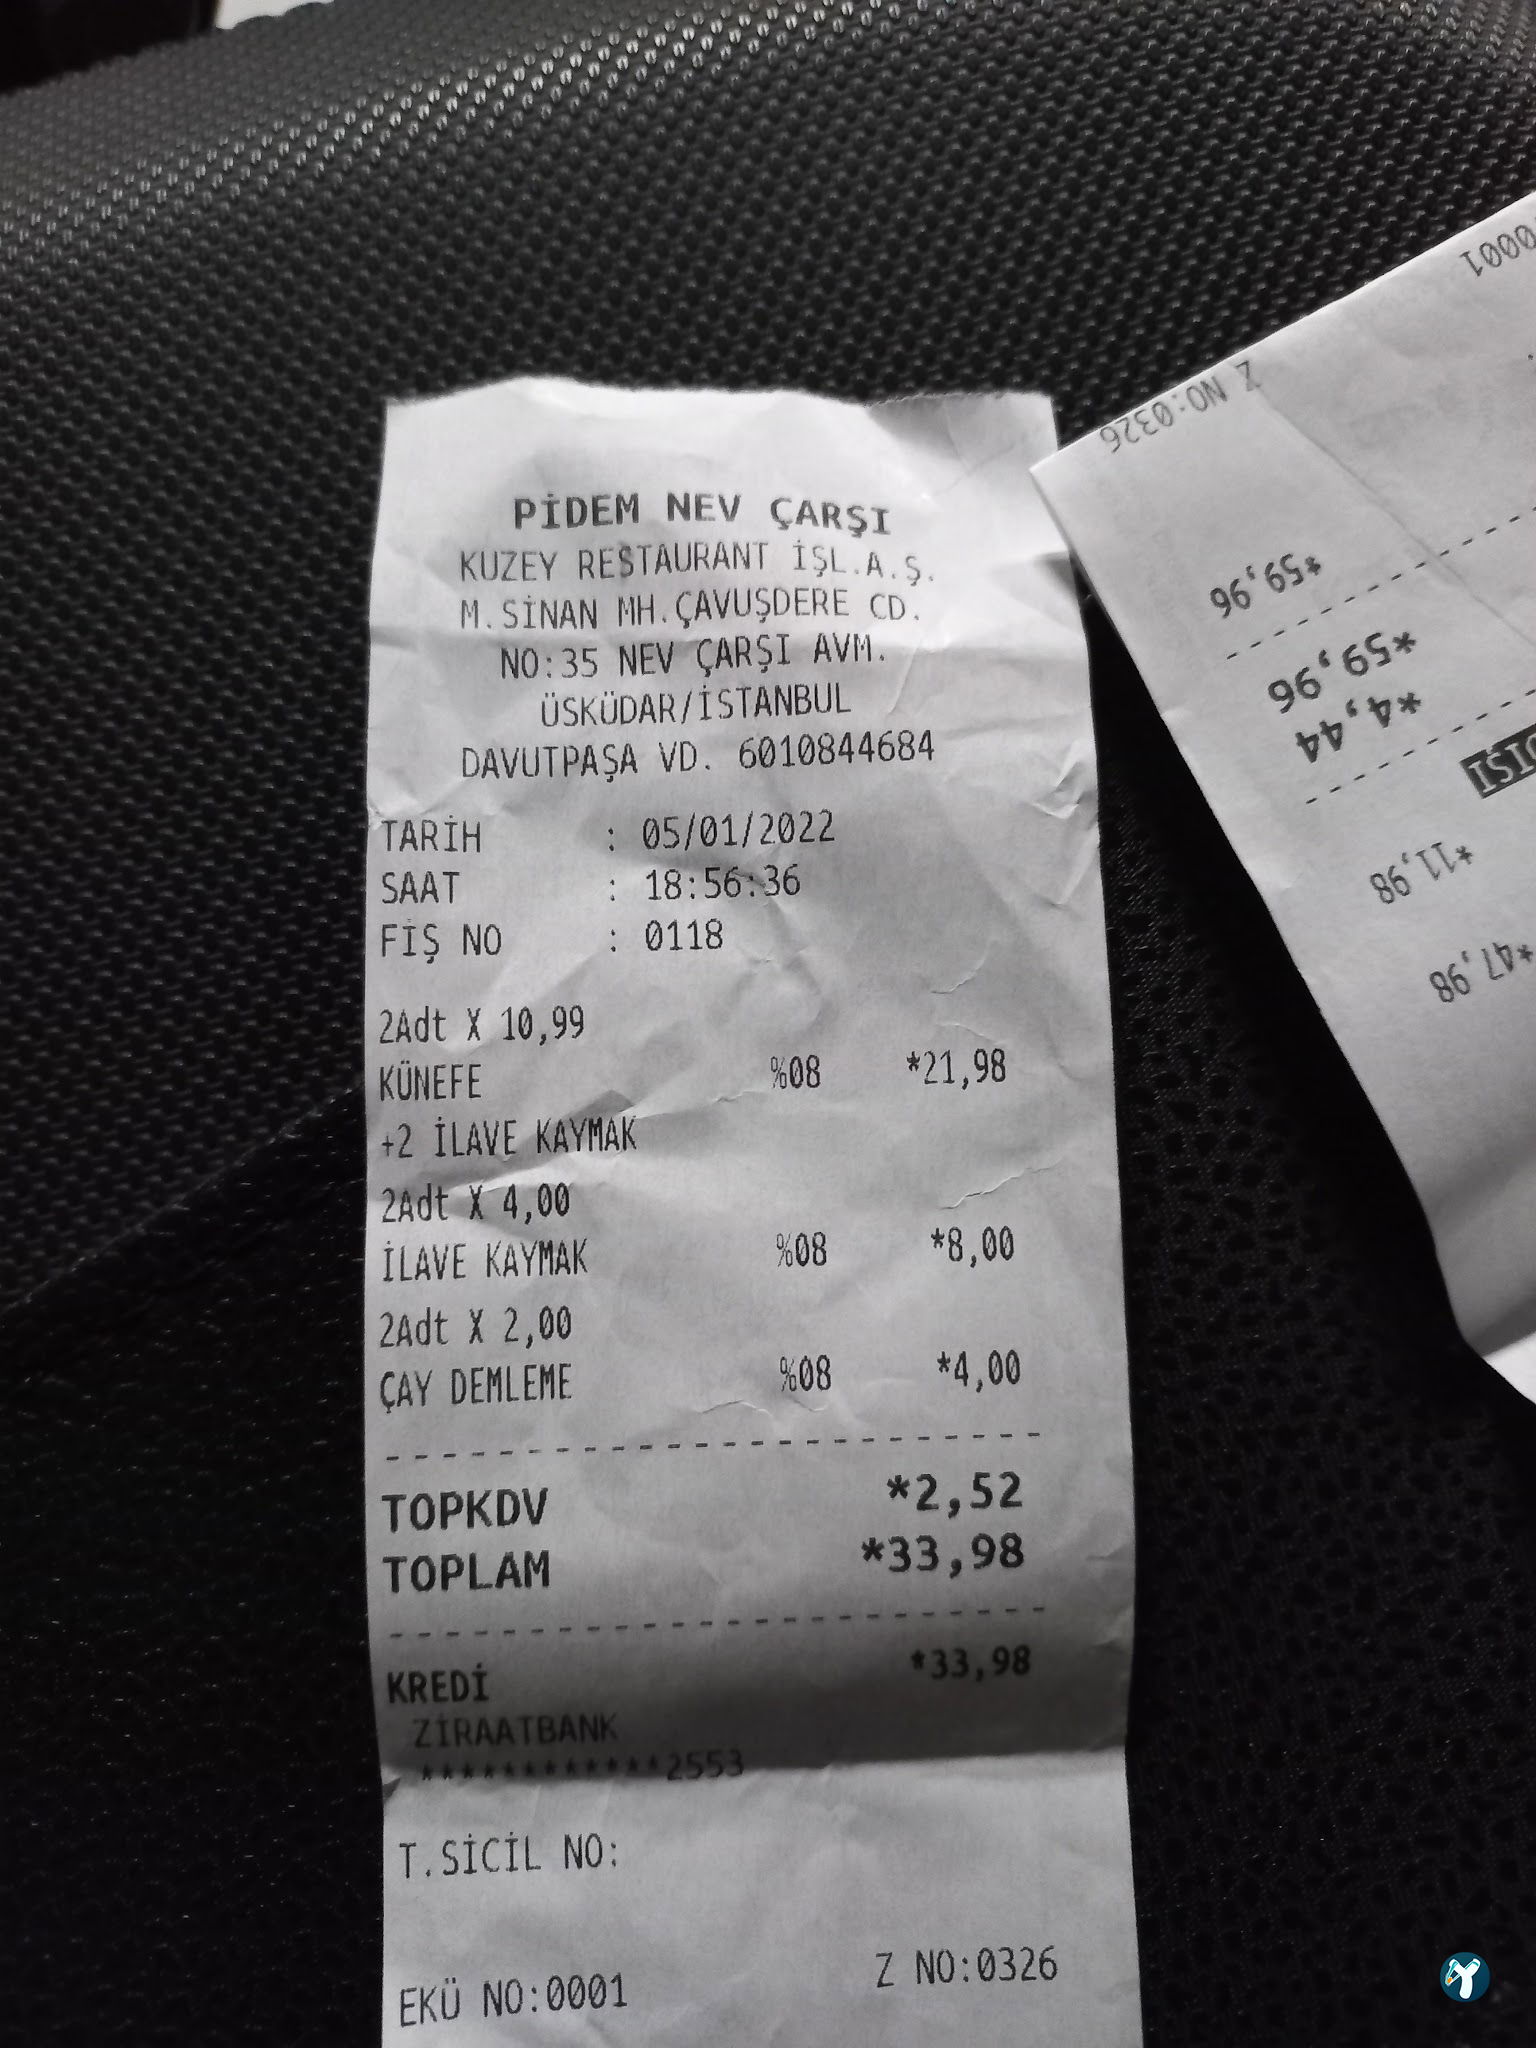 PİDEM NEV ÇARŞI
KUZEY RESTAURANT İŞL.A.Ş.
M.SİNAN MH.ÇAVUŞDERE CD.
NO:35 NEV ÇARŞI AVM.
ÜSKÜDAR/İSTANBUL
DAVUTPAŞA VD. 6010844684
TARİH : 05/01/2022
SAAT : 18:56:36
FİŞ NO : 0118
2Adt X 10,99
KÜNEFE %08 *21,98
+2 İLAVE KAYMAK
2Adt X 4,00
İLAVE KAYMAK %08 *8,00
2Adt X 2,00
ÇAY DEMLEME %08 *4,00
TOPKDV *2,52
TOPLAM *33,98
KREDİ *33,98
ZİRAATBANK
************2553
T.SİCİL NO:
EKÜ NO:0001 Z NO:0326
*47,98
*11,98
*4,44
*59,96
*59,96
Z NO:0326
0001